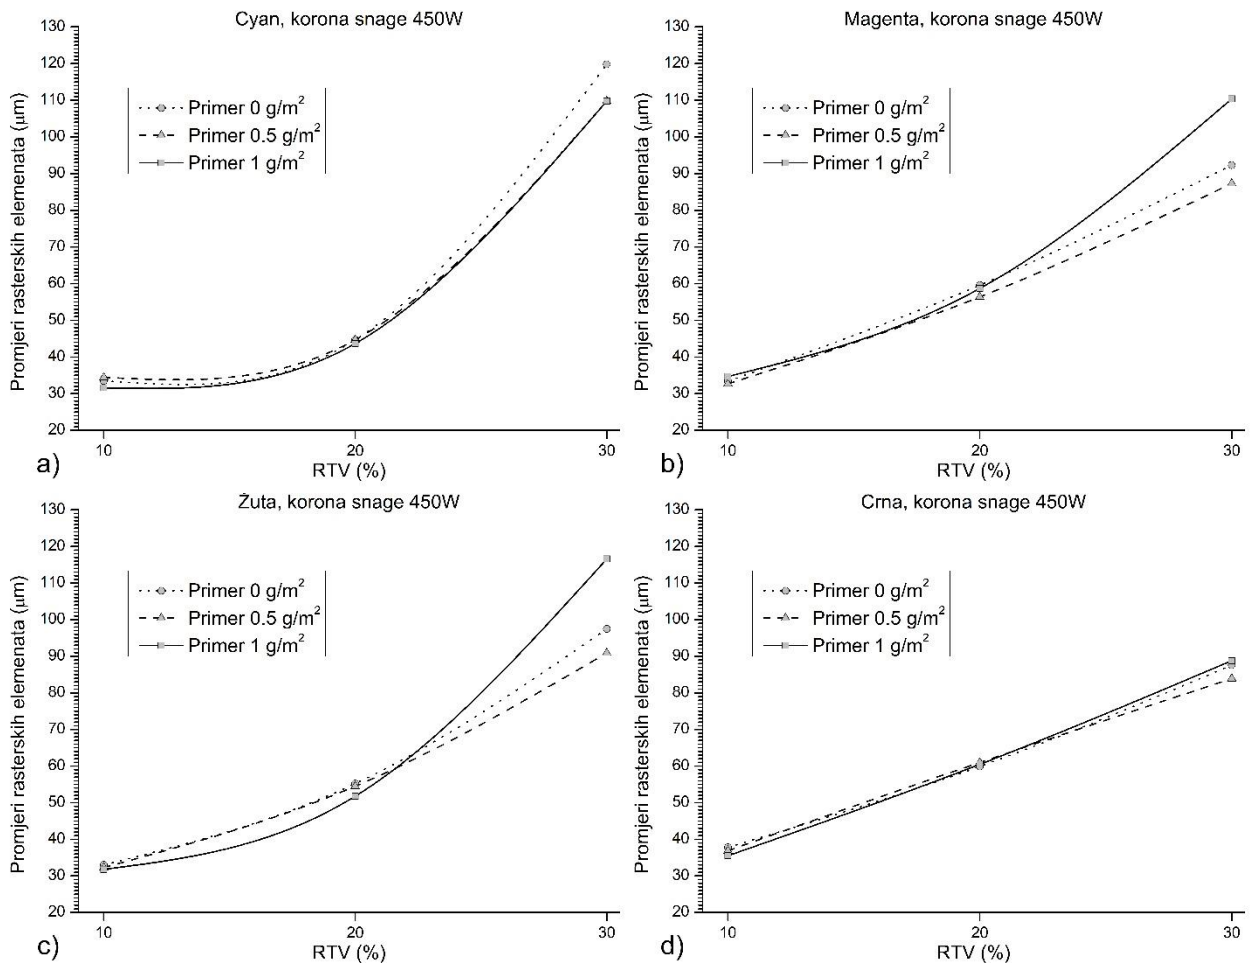 Cyan, korona snage 450W
Promjeri rasterskih elemenata (μm)
130
120
110
100
90
80
70
60
50
40
30
20
Primer 0 g/m²
Primer 0.5 g/m²
Primer 1 g/m²
10 20 30
RTV (%)
a)
Magenta, korona snage 450W
Promjeri rasterskih elemenata (μm)
130
120
110
100
90
80
70
60
50
40
30
20
Primer 0 g/m²
Primer 0.5 g/m²
Primer 1 g/m²
10 20 30
RTV (%)
b)
Žuta, korona snage 450W
Promjeri rasterskih elemenata (μm)
130
120
110
100
90
80
70
60
50
40
30
20
Primer 0 g/m²
Primer 0.5 g/m²
Primer 1 g/m²
10 20 30
RTV (%)
c)
Crna, korona snage 450W
Promjeri rasterskih elemenata (μm)
130
120
110
100
90
80
70
60
50
40
30
20
Primer 0 g/m²
Primer 0.5 g/m²
Primer 1 g/m²
10 20 30
RTV (%)
d)